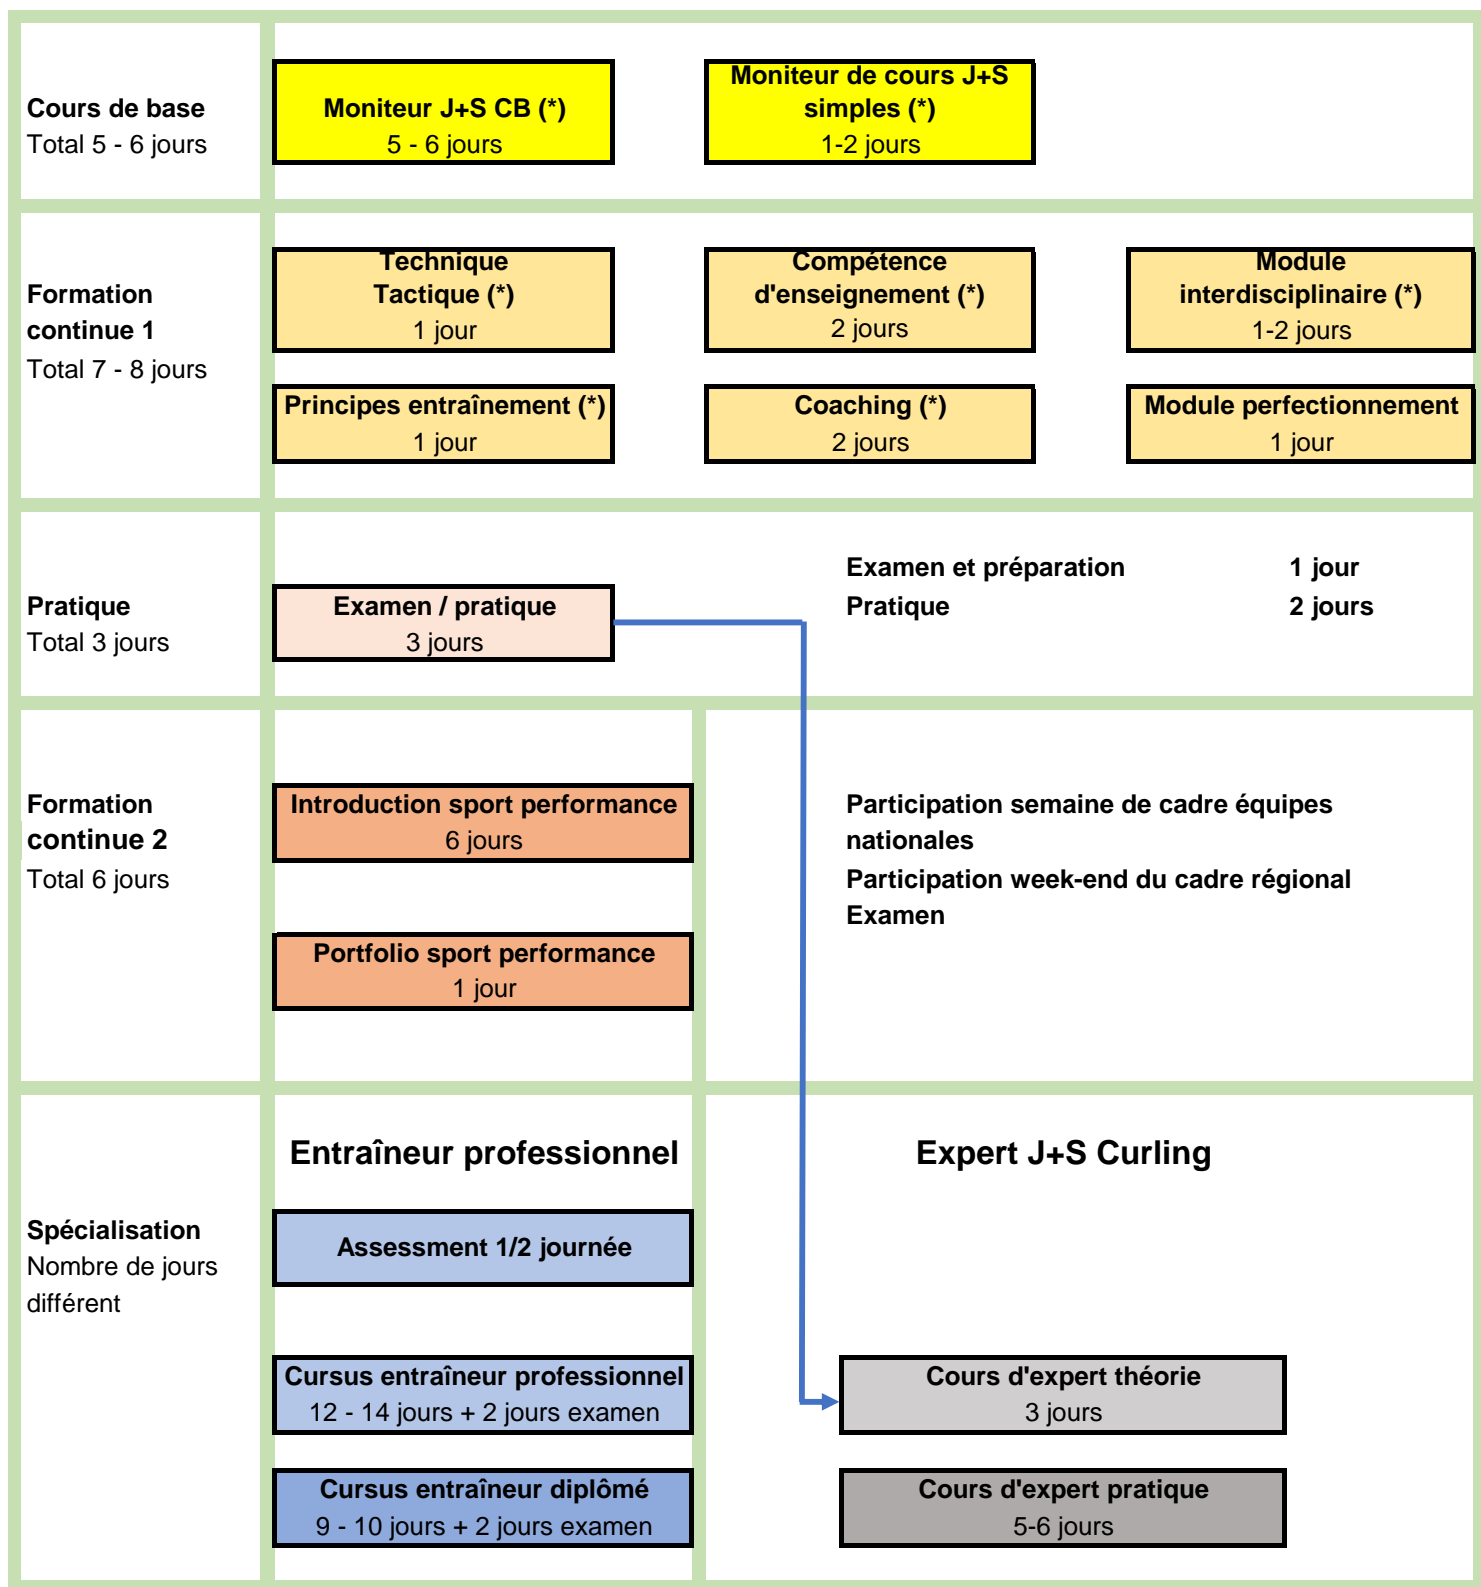 Cours de base
Total 5 - 6 jours
Moniteur J+S CB (*)
5 - 6 jours
Moniteur de cours J+S
simples (*)
1-2 jours
Formation
continue 1
Total 7 - 8 jours
Technique
Tactique (*)
1 jour
Compétence
d'enseignement (*)
2 jours
Module
interdisciplinaire (*)
1-2 jours
Principes entraînement (*)
1 jour
Coaching (*)
2 jours
Module perfectionnement
1 jour
Pratique
Total 3 jours
Examen / pratique
3 jours
Examen et préparation 1 jour
Pratique 2 jours
Formation
continue 2
Total 6 jours
Introduction sport performance
6 jours
Portfolio sport performance
1 jour
Participation semaine de cadre équipes
nationales
Participation week-end du cadre régional
Examen
Spécialisation
Nombre de jours
différent
Entraîneur professionnel
Assessment 1/2 journée
Cursus entraîneur professionnel
12 - 14 jours + 2 jours examen
Cursus entraîneur diplômé
9 - 10 jours + 2 jours examen
Expert J+S Curling
Cours d'expert théorie
3 jours
Cours d'expert pratique
5-6 jours